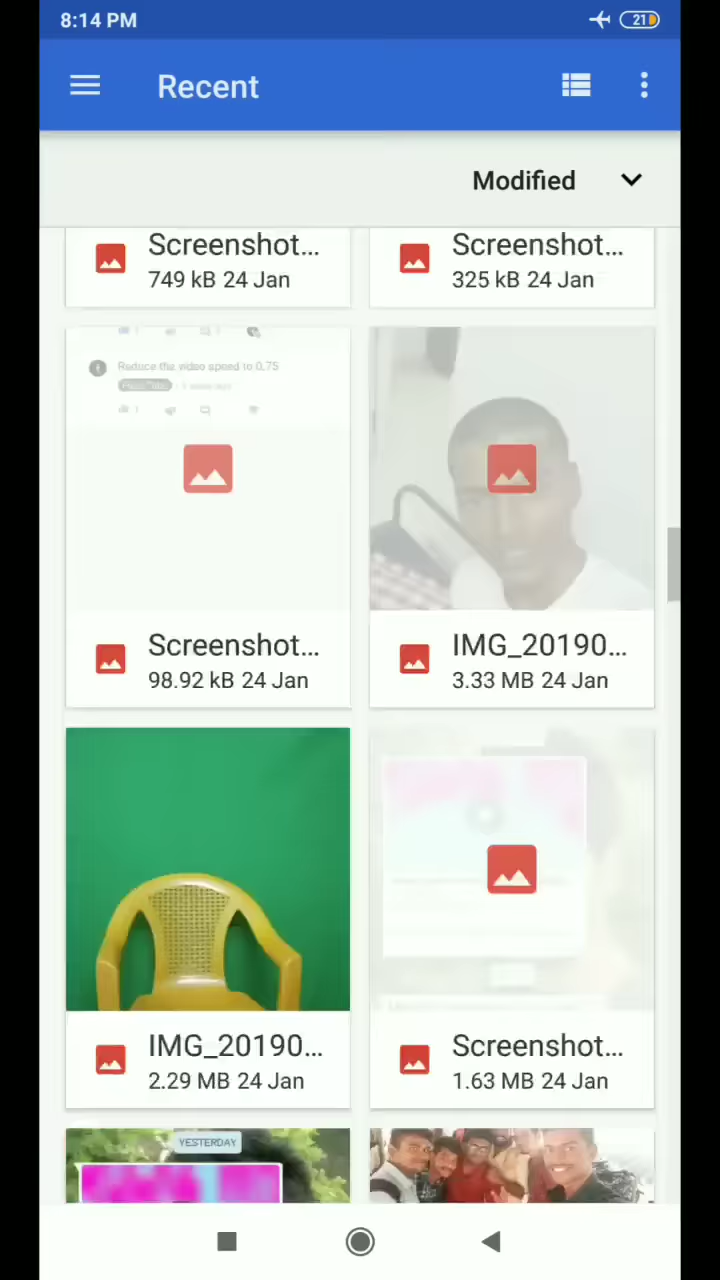 8:14 PM
21
Recent
Modified
Screenshot...
749 kB 24 Jan
Screenshot...
325 kB 24 Jan
Reduce the video speed to 0.75
Screenshot...
98.92 kB 24 Jan
IMG_20190...
3.33 MB 24 Jan
IMG_20190...
2.29 MB 24 Jan
Screenshot...
1.63 MB 24 Jan
YESTERDAY